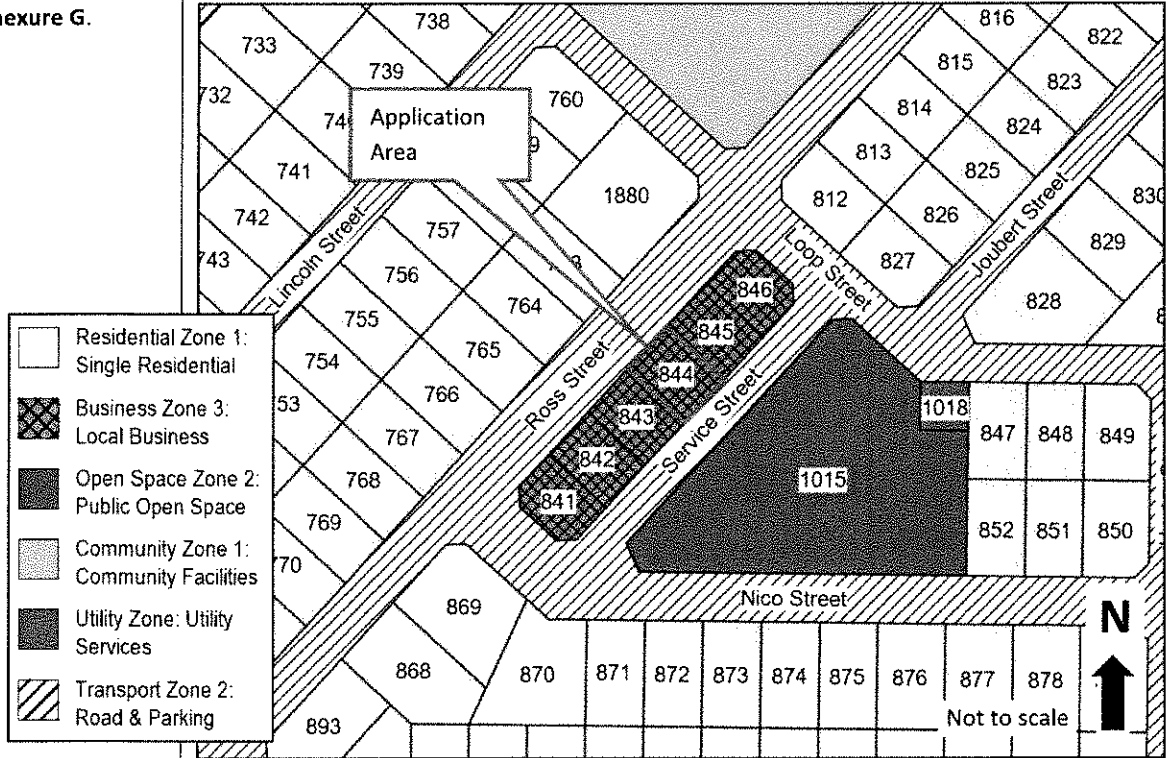 nexure G.
738
816
822
733
739
815
823
732
760
814
824
Application
Area
741
813
825
1880
812
826
830
742
757
829
743
Lincoln Street
756
Loop Street
827
Joubert Street
828
846
764
755
845
765
754
Ross Street
844
Service Street
766
843
1018
847
848
849
53
767
842
768
841
1015
769
852
851
850
770
Nico Street
869
N
868
870
871
872
873
874
875
876
877
878
893
Not to scale
Residential Zone 1:
Single Residential
Business Zone 3:
Local Business
Open Space Zone 2:
Public Open Space
Community Zone 1:
Community Facilities
Utility Zone: Utility
Services
Transport Zone 2:
Road & Parking